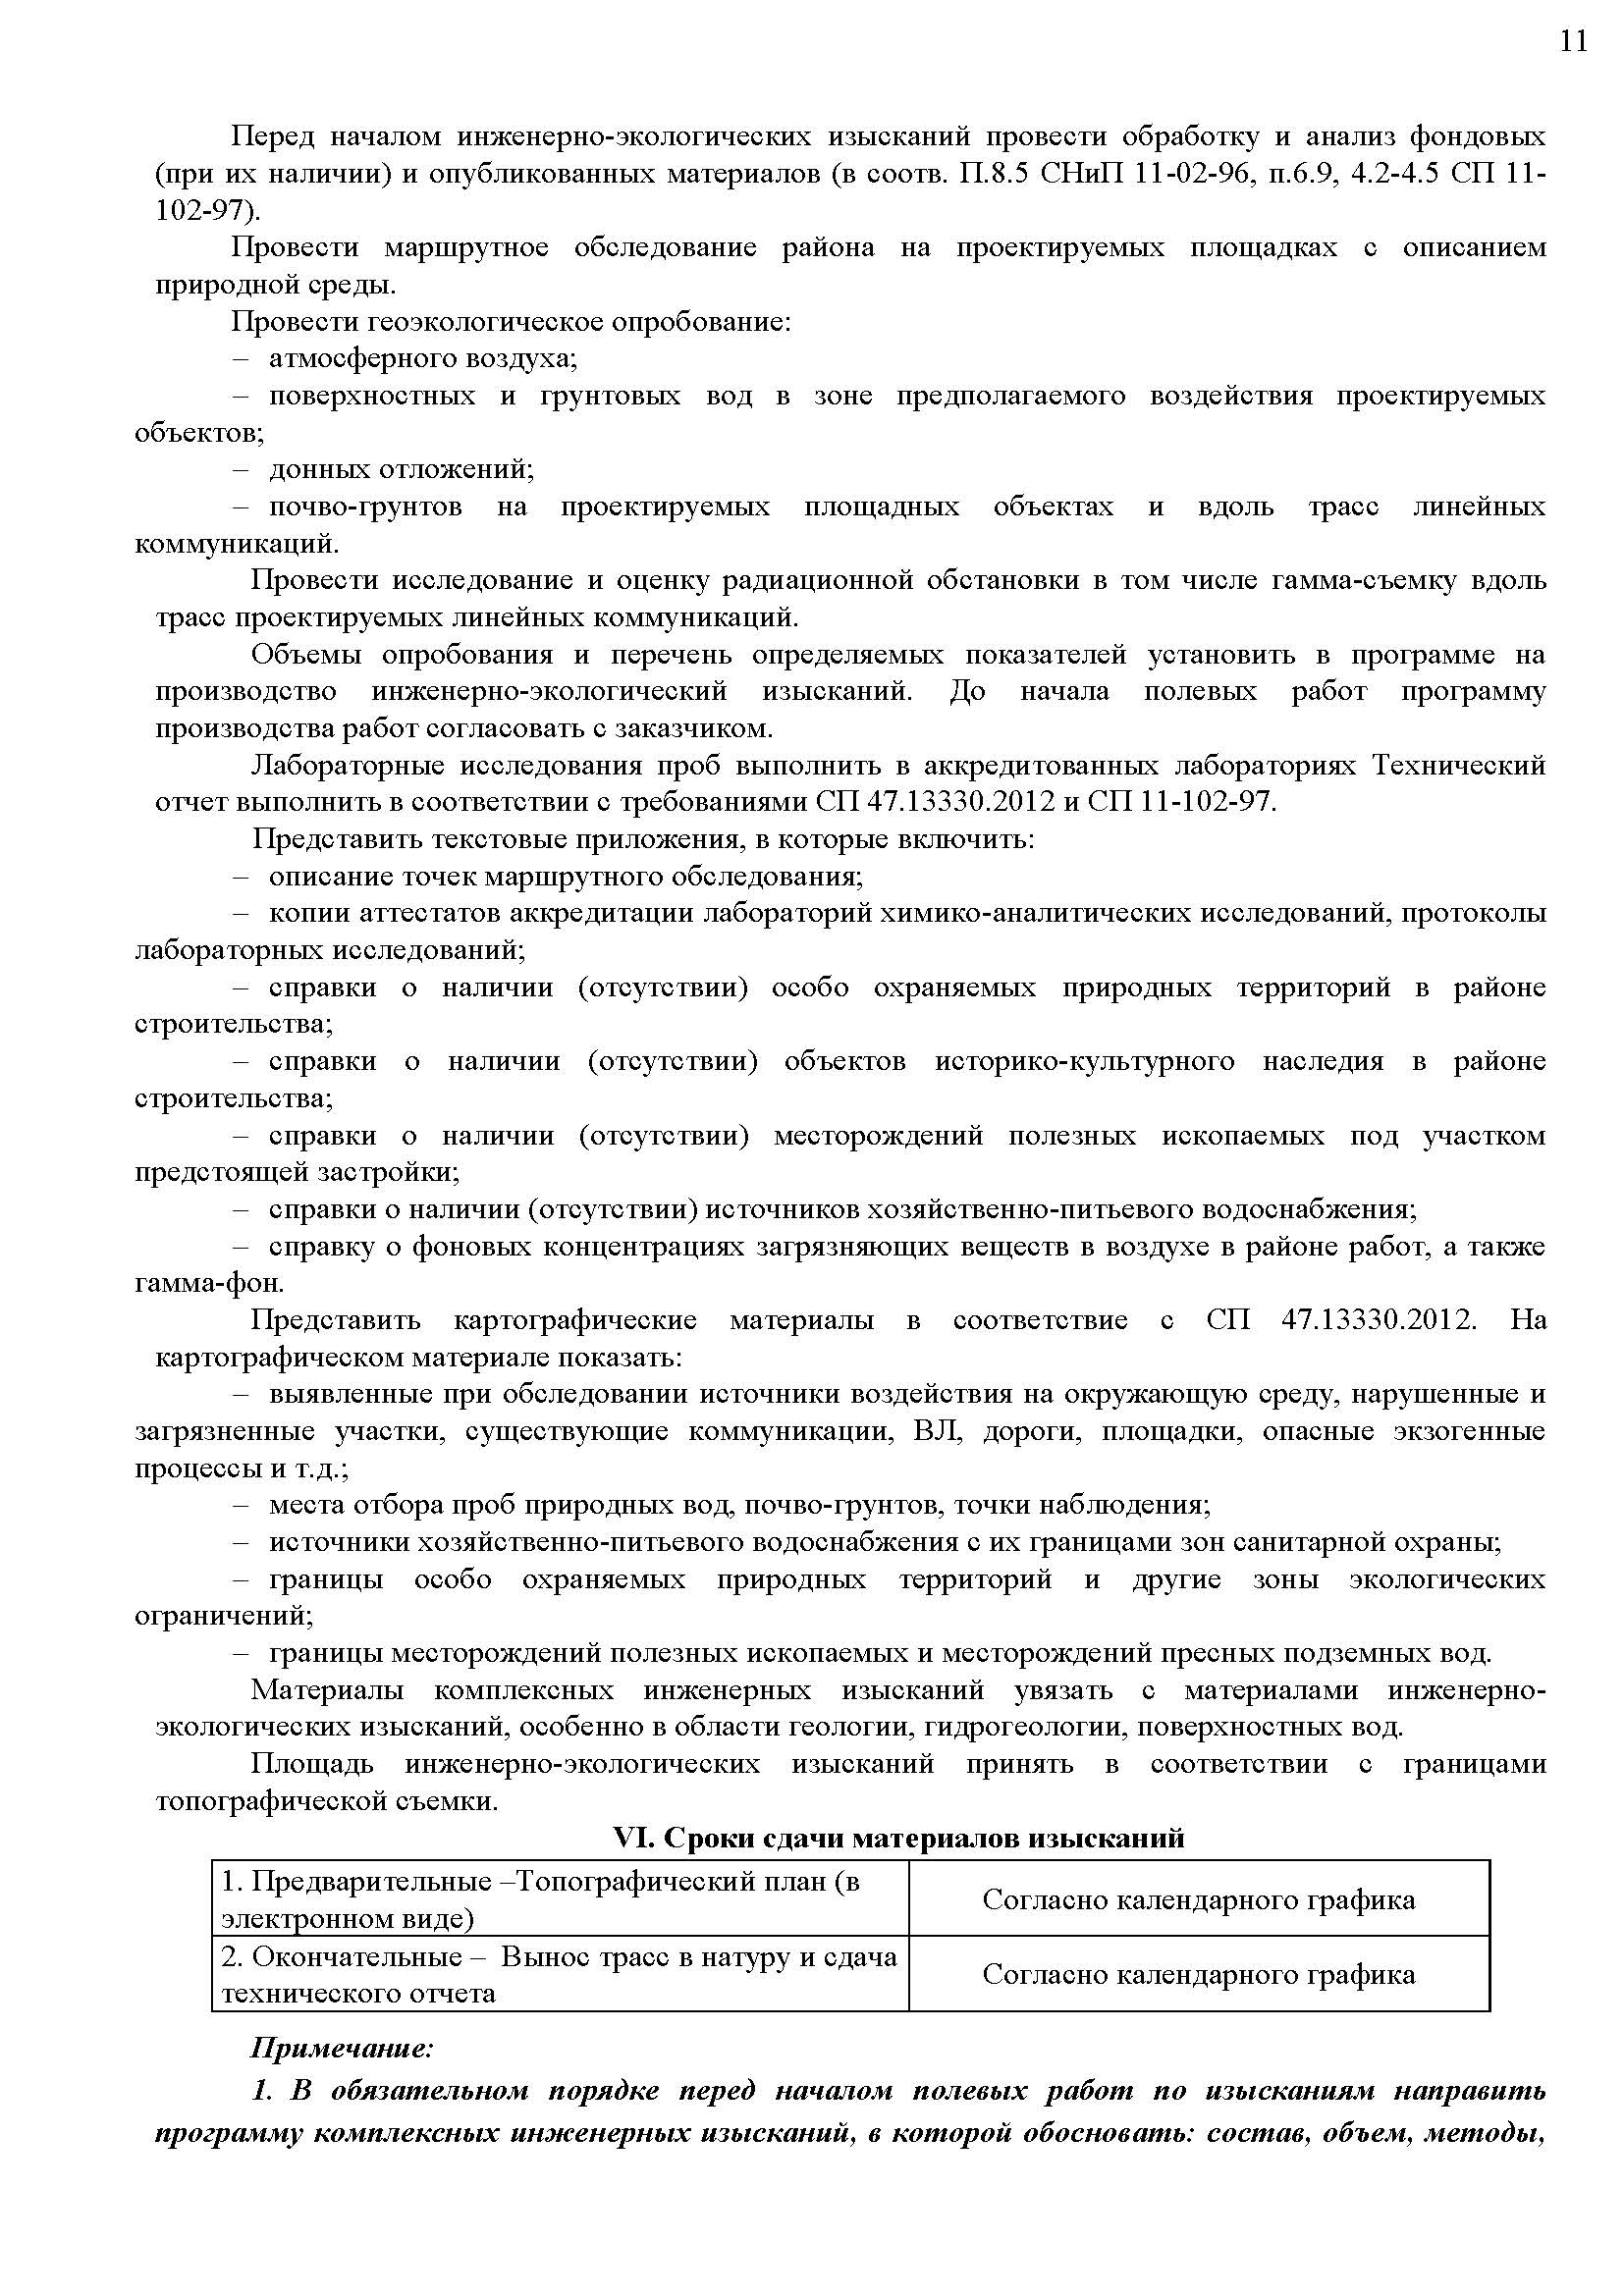 11
Перед началом инженерно-экологических изысканий провести обработку и анализ фондовых
(при их наличии) и опубликованных материалов (в соотв. П.8.5 СНиП 11-02-96, п.6.9, 4.2-4.5 СП 11-
102-97).
Провести маршрутное обследование района на проектируемых площадках с описанием
природной среды.
Провести геоэкологическое опробование:
– атмосферного воздуха;
– поверхностных и грунтовых вод в зоне предполагаемого воздействия проектируемых
объектов;
– донных отложений;
– почво-грунтов на проектируемых площадных объектах и вдоль трасс линейных
коммуникаций.
Провести исследование и оценку радиационной обстановки в том числе гамма-съемку вдоль
трасс проектируемых линейных коммуникаций.
Объемы опробования и перечень определяемых показателей установить в программе на
производство инженерно-экологический изысканий. До начала полевых работ программу
производства работ согласовать с заказчиком.
Лабораторные исследования проб выполнить в аккредитованных лабораториях Технический
отчет выполнить в соответствии с требованиями СП 47.13330.2012 и СП 11-102-97.
Представить текстовые приложения, в которые включить:
– описание точек маршрутного обследования;
– копии аттестатов аккредитации лабораторий химико-аналитических исследований, протоколы
лабораторных исследований;
– справки о наличии (отсутствии) особо охраняемых природных территорий в районе
строительства;
– справки о наличии (отсутствии) объектов историко-культурного наследия в районе
строительства;
– справки о наличии (отсутствии) месторождений полезных ископаемых под участком
предстоящей застройки;
– справки о наличии (отсутствии) источников хозяйственно-питьевого водоснабжения;
– справку о фоновых концентрациях загрязняющих веществ в воздухе в районе работ, а также
гамма-фон.
Представить картографические материалы в соответствие с СП 47.13330.2012. На
картографическом материале показать:
– выявленные при обследовании источники воздействия на окружающую среду, нарушенные и
загрязненные участки, существующие коммуникации, ВЛ, дороги, площадки, опасные экзогенные
процессы и т.д.;
– места отбора проб природных вод, почво-грунтов, точки наблюдения;
– источники хозяйственно-питьевого водоснабжения с их границами зон санитарной охраны;
– границы особо охраняемых природных территорий и другие зоны экологических
ограничений;
– границы месторождений полезных ископаемых и месторождений пресных подземных вод.
Материалы комплексных инженерных изысканий увязать с материалами инженерно-
экологических изысканий, особенно в области геологии, гидрогеологии, поверхностных вод.
Площадь инженерно-экологических изысканий принять в соответствии с границами
топографической съемки.
VI. Сроки сдачи материалов изысканий
1. Предварительные –Топографический план (в
электронном виде)
Согласно календарного графика
2. Окончательные – Вынос трасс в натуру и сдача
технического отчета
Согласно календарного графика
Примечание:
1. В обязательном порядке перед началом полевых работ по изысканиям направить
программу комплексных инженерных изысканий, в которой обосновать: состав, объем, методы,